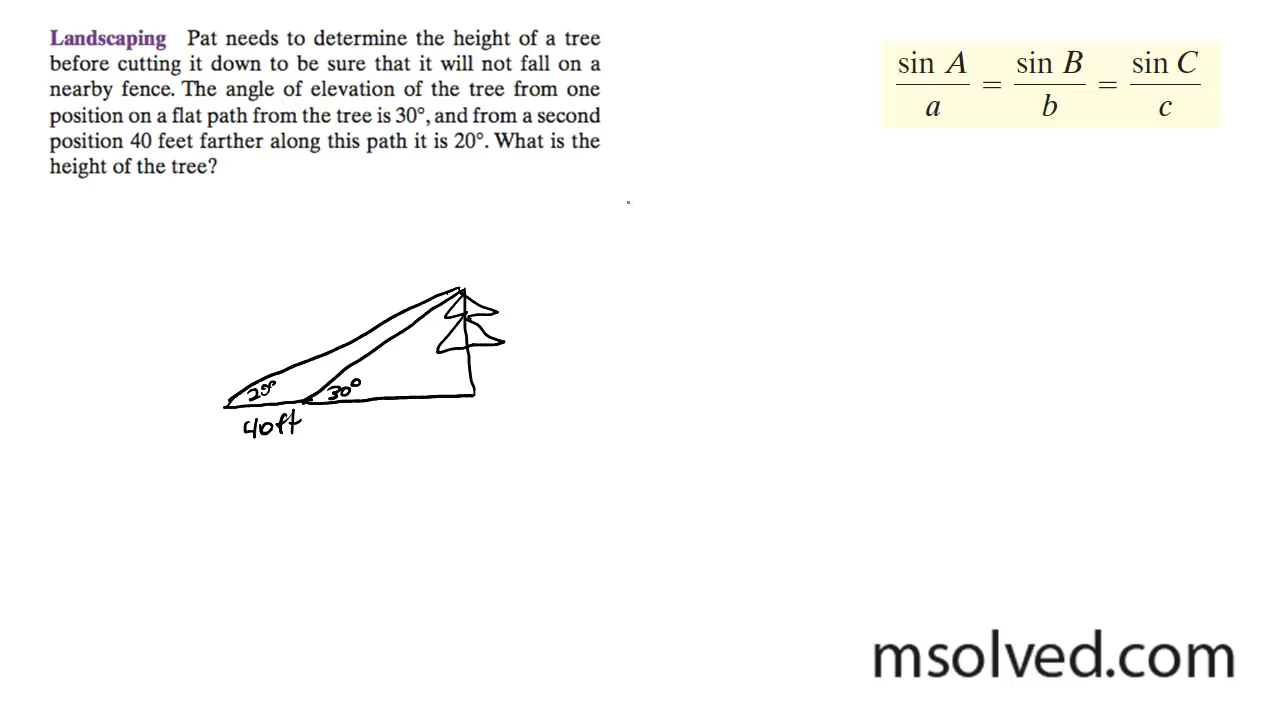 Landscaping Pat needs to determine the height of a tree
before cutting it down to be sure that it will not fall on a
nearby fence. The angle of elevation of the tree from one
position on a flat path from the tree is 30°, and from a second
position 40 feet farther along this path it is 20°. What is the
height of the tree?
sin A / a = sin B / b = sin C / c
20° 30°
40ft
msolved.com